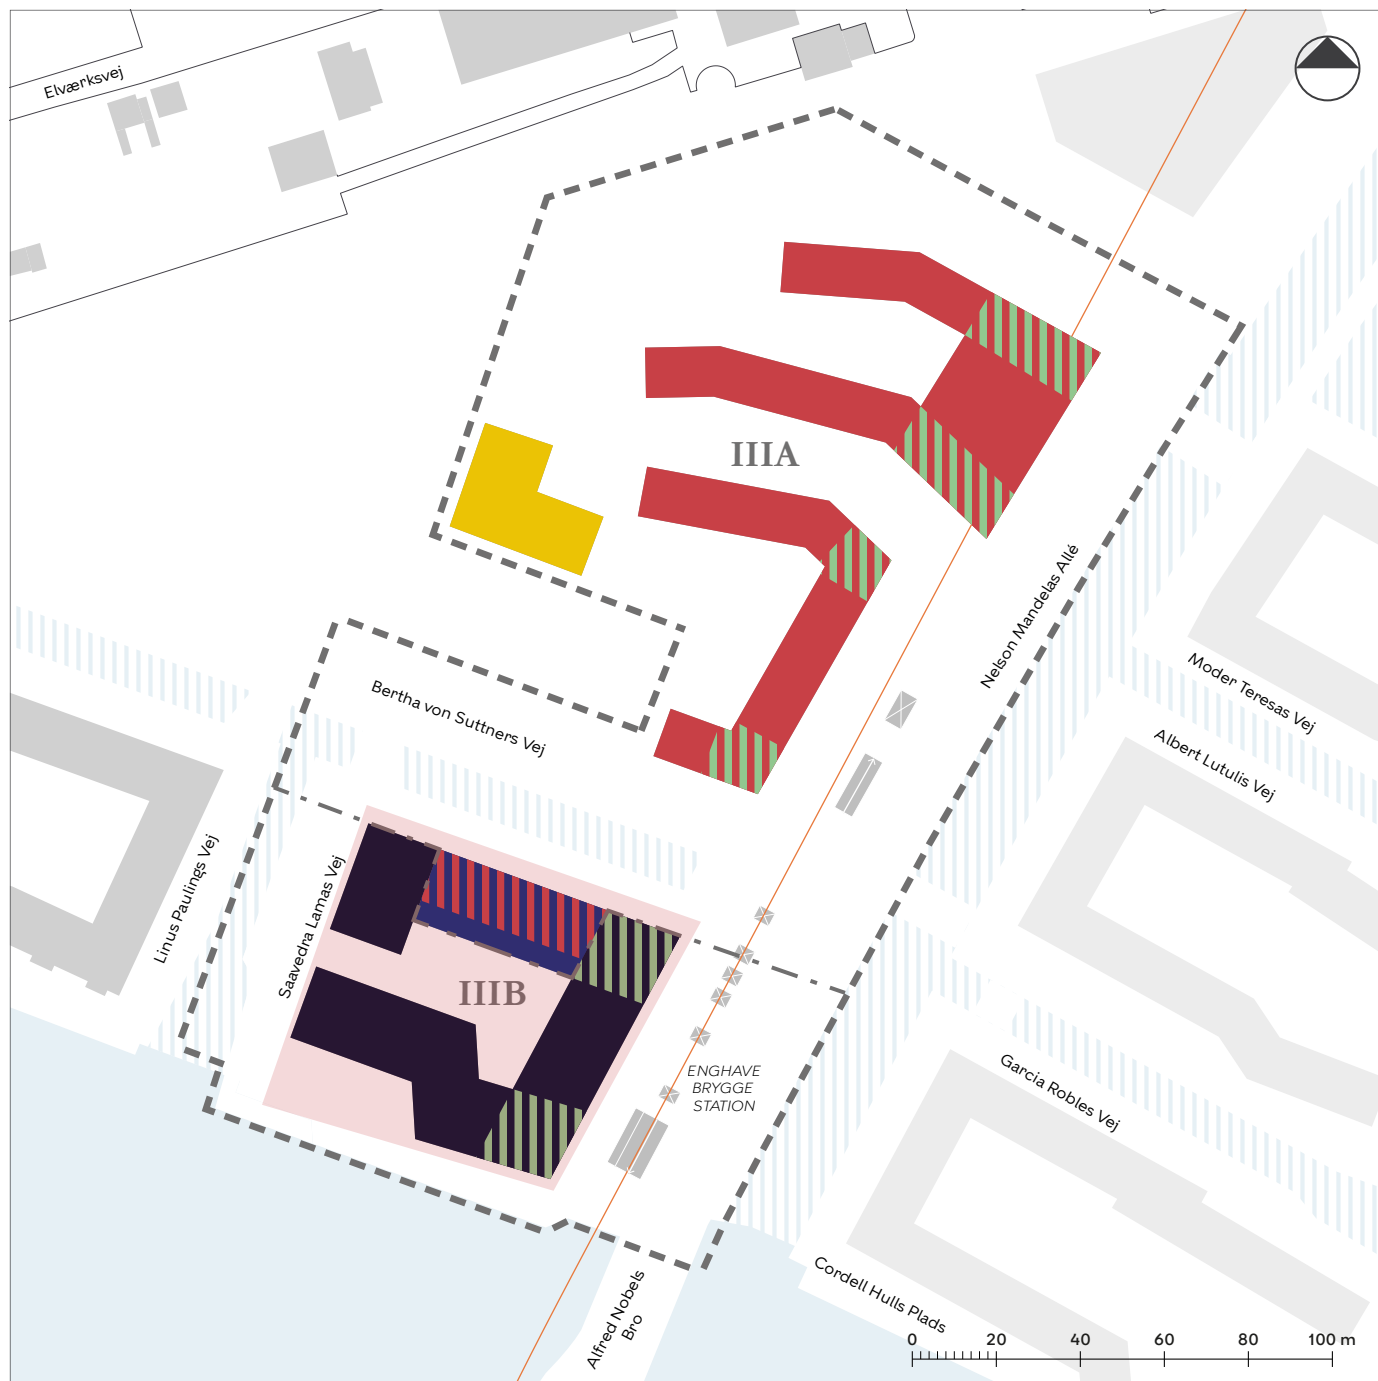 Elværksvej
IIIA
Nelson Mandelas Allé
Moder Teresas Vej
Bertha von Suttners Vej
Albert Lutulis Vej
Linus Paulings Vej
Saavedra Lamas Vej
IIIB
ENGHAVE
BRYGGE
STATION
Garcia Robles Vej
Cordell Hulls Plads
Alfred Nobels
Bro
0 20 40 60 80 100 m